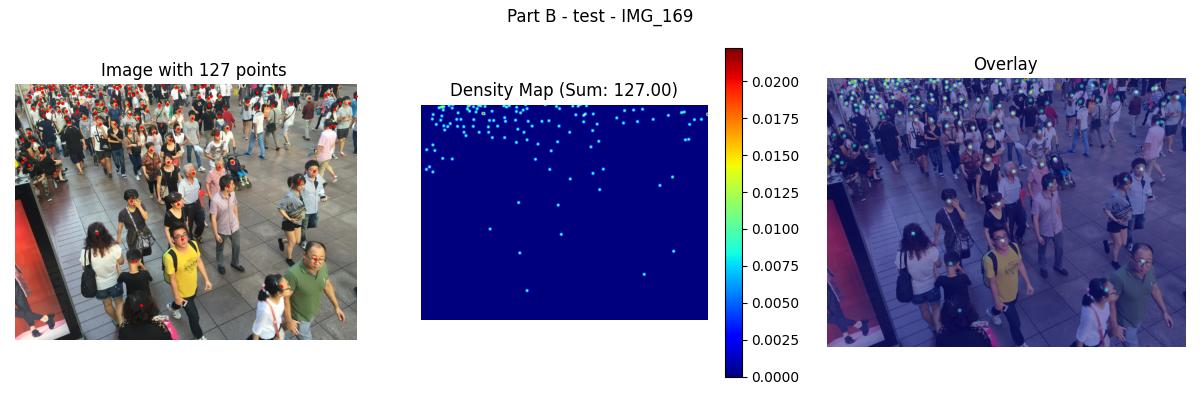 Part B - test - IMG_169
Image with 127 points
Density Map (Sum: 127.00)
0.0200
0.0175
0.0150
0.0125
0.0100
0.0075
0.0050
0.0025
0.0000
Overlay